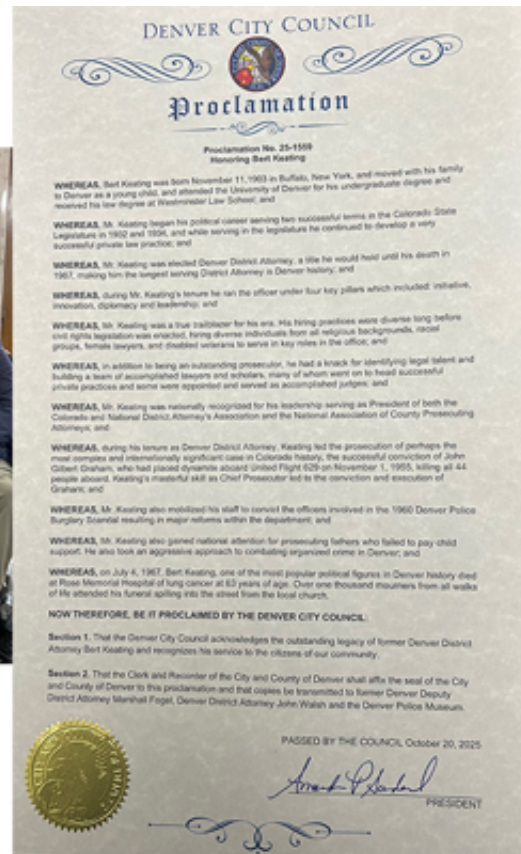 DENVER CITY COUNCIL
Proclamation
Proclamation No. 25-1559
Honoring Bert Keating
WHEREAS, Bert Keating was born November 11,1903 in Buffalo, New York, and moved with his family
to Denver as a young child, and attended the University of Denver for his undergraduate degree and
received his law degree at Westminster Law School; and
WHEREAS, Mr. Keating began his political career serving two successful terms in the Colorado State
Legislature in 1932 and 1934, and while serving in the legislature he continued to develop a very
successful private law practice; and
WHEREAS, Mr. Keating was elected Denver District Attorney, a title he would hold until his death in
1967, making him the longest serving District Attorney is Denver history; and
WHEREAS, during Mr. Keating's tenure he ran the officer under four key pillars which included: initiative,
innovation, diplomacy and leadership; and
WHEREAS, Mr. Keating was a true trailblazer for his era. His hiring practices were diverse long before
civil rights legislation was enacted, hiring diverse individuals from all religious backgrounds, racial
groups, female lawyers, and disabled veterans to serve in key roles in the office; and
WHEREAS, in addition to being an outstanding prosecutor, he had a knack for identifying legal talent and
building a team of accomplished lawyers and scholars, many of whom went on to head successful
private practices and some were appointed and served as accomplished judges; and
WHEREAS, Mr. Keating was nationally recognized for his leadership serving as President of both the
Colorado and National District Attorney's Association and the National Association of County Prosecuting
Attorneys; and
WHEREAS, during his tenure as Denver District Attorney, Keating led the prosecution of perhaps the
most complex and internationally significant case in Colorado history, the successful conviction of John
Gilbert Graham, who had placed dynamite aboard United Flight 629 on November 1, 1955, killing all 44
people aboard. Keating's masterful skill as Chief Prosecutor led to the conviction and execution of
Graham; and
WHEREAS, Mr. Keating also mobilized his staff to convict the officers involved in the 1960 Denver Police
Burglary Scandal resulting in major reforms within the department; and
WHEREAS, Mr. Keating also gained national attention for prosecuting fathers who failed to pay child
support. He also took an aggressive approach to combating organized crime in Denver; and
WHEREAS, on July 4, 1967, Bert Keating, one of the most popular political figures in Denver history died
at Rose Memorial Hospital of lung cancer at 63 years of age. Over one thousand mourners from all walks
of life attended his funeral spilling into the street from the local church.
NOW THEREFORE, BE IT PROCLAIMED BY THE DENVER CITY COUNCIL:
Section 1. That the Denver City Council acknowledges the outstanding legacy of former Denver District
Attorney Bert Keating and recognizes his service to the citizens of our community.
Section 2. That the Clerk and Recorder of the City and County of Denver shall affix the seal of the City
and County of Denver to this proclamation and that copies be transmitted to former Denver Deputy
District Attorney Marshall Fogel, Denver District Attorney John Walsh and the Denver Police Museum.
PASSED BY THE COUNCIL October 20, 2025
PRESIDENT